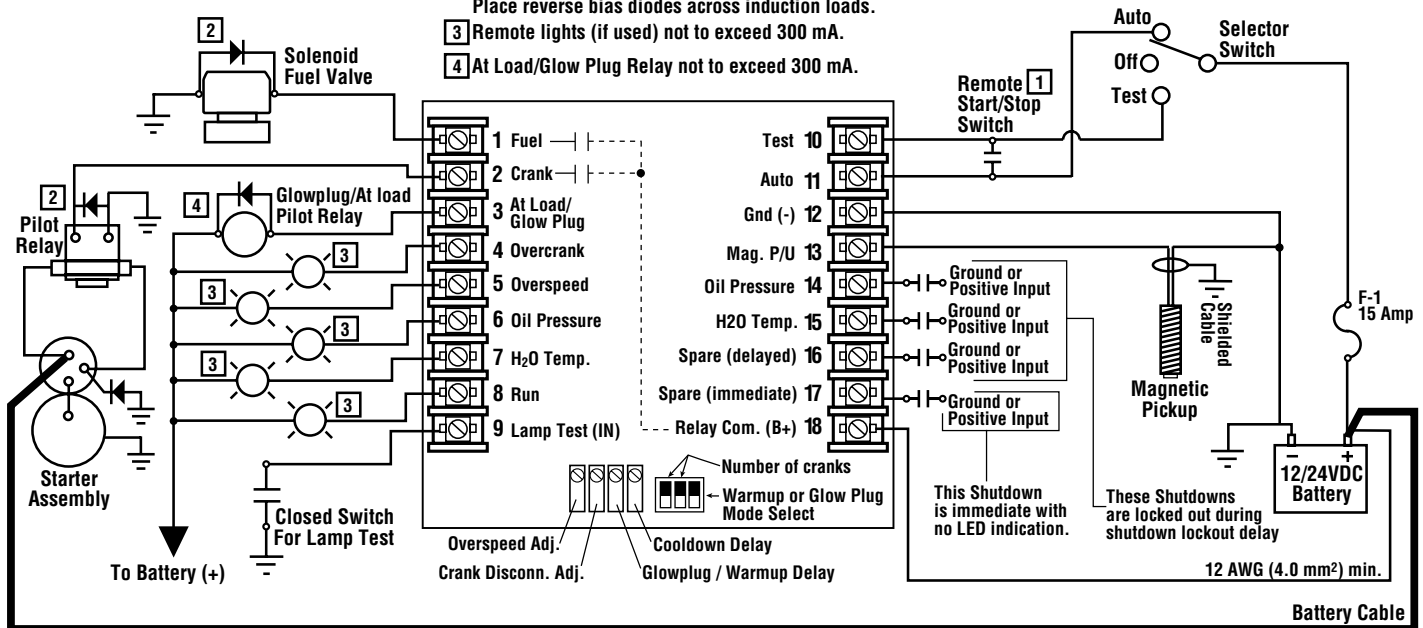 Place reverse bias diodes across induction loads.
3 Remote lights (if used) not to exceed 300 mA.
4 At Load/Glow Plug Relay not to exceed 300 mA.
2
Solenoid
Fuel Valve
2
Pilot
Relay
4
Glowplug/At load
Pilot Relay
3
3
3
3
3
Starter
Assembly
To Battery (+)
Closed Switch
For Lamp Test
1 Fuel
2 Crank
3 At Load/
Glow Plug
4 Overcrank
5 Overspeed
6 Oil Pressure
7 H2O Temp.
8 Run
9 Lamp Test (IN)
Test 10
Auto 11
Gnd (-) 12
Mag. P/U 13
Oil Pressure 14
H2O Temp. 15
Spare (delayed) 16
Spare (immediate) 17
Relay Com. (B+) 18
Number of cranks
Warmup or Glow Plug
Mode Select
Overspeed Adj.
Cooldown Delay
Crank Disconn. Adj.
Glowplug / Warmup Delay
Remote 1
Start/Stop
Switch
Auto
Off
Test
Selector
Switch
Ground or
Positive Input
Ground or
Positive Input
Ground or
Positive Input
Ground or
Positive Input
Shielded
Cable
Magnetic
Pickup
F-1
15 Amp
This Shutdown
is immediate with
no LED indication.
These Shutdowns
are locked out during
shutdown lockout delay
– +
12/24VDC
Battery
12 AWG (4.0 mm²) min.
Battery Cable